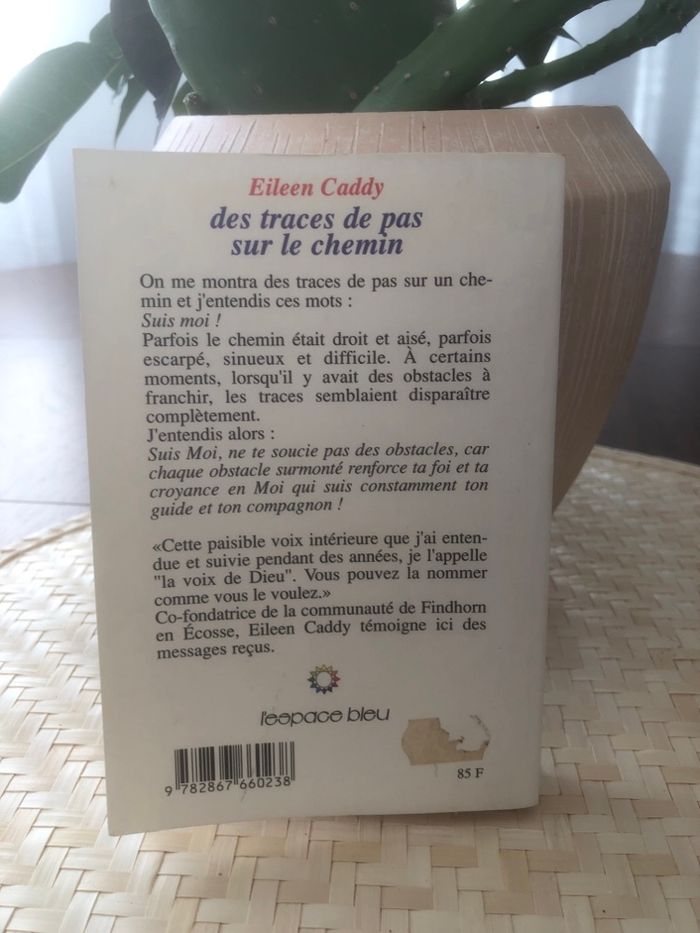 Eileen Caddy
des traces de pas
sur le chemin
On me montra des traces de pas sur un che-
min et j'entendis ces mots :
Suis moi !
Parfois le chemin était droit et aisé, parfois
escarpé, sinueux et difficile. À certains
moments, lorsqu'il y avait des obstacles à
franchir, les traces semblaient disparaître
complètement.
J'entendis alors :
Suis Moi, ne te soucie pas des obstacles, car
chaque obstacle surmonté renforce ta foi et ta
croyance en Moi qui suis constamment ton
guide et ton compagnon !
«Cette paisible voix intérieure que j'ai enten-
due et suivie pendant des années, je l'appelle
"la voix de Dieu". Vous pouvez la nommer
comme vous le voulez.»
Co-fondatrice de la communauté de Findhorn
en Écosse, Eileen Caddy témoigne ici des
messages reçus.
l'espace bleu
9 782867 660238
85 F